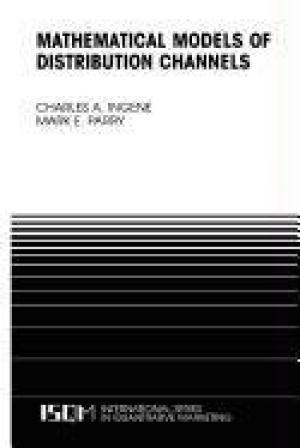 MATHEMATICAL MODELS OF
DISTRIBUTION CHANNELS
CHARLES A. INGENE
MARK E. PARRY
ISQM INTERNATIONAL SERIES
IN QUANTITATIVE MARKETING